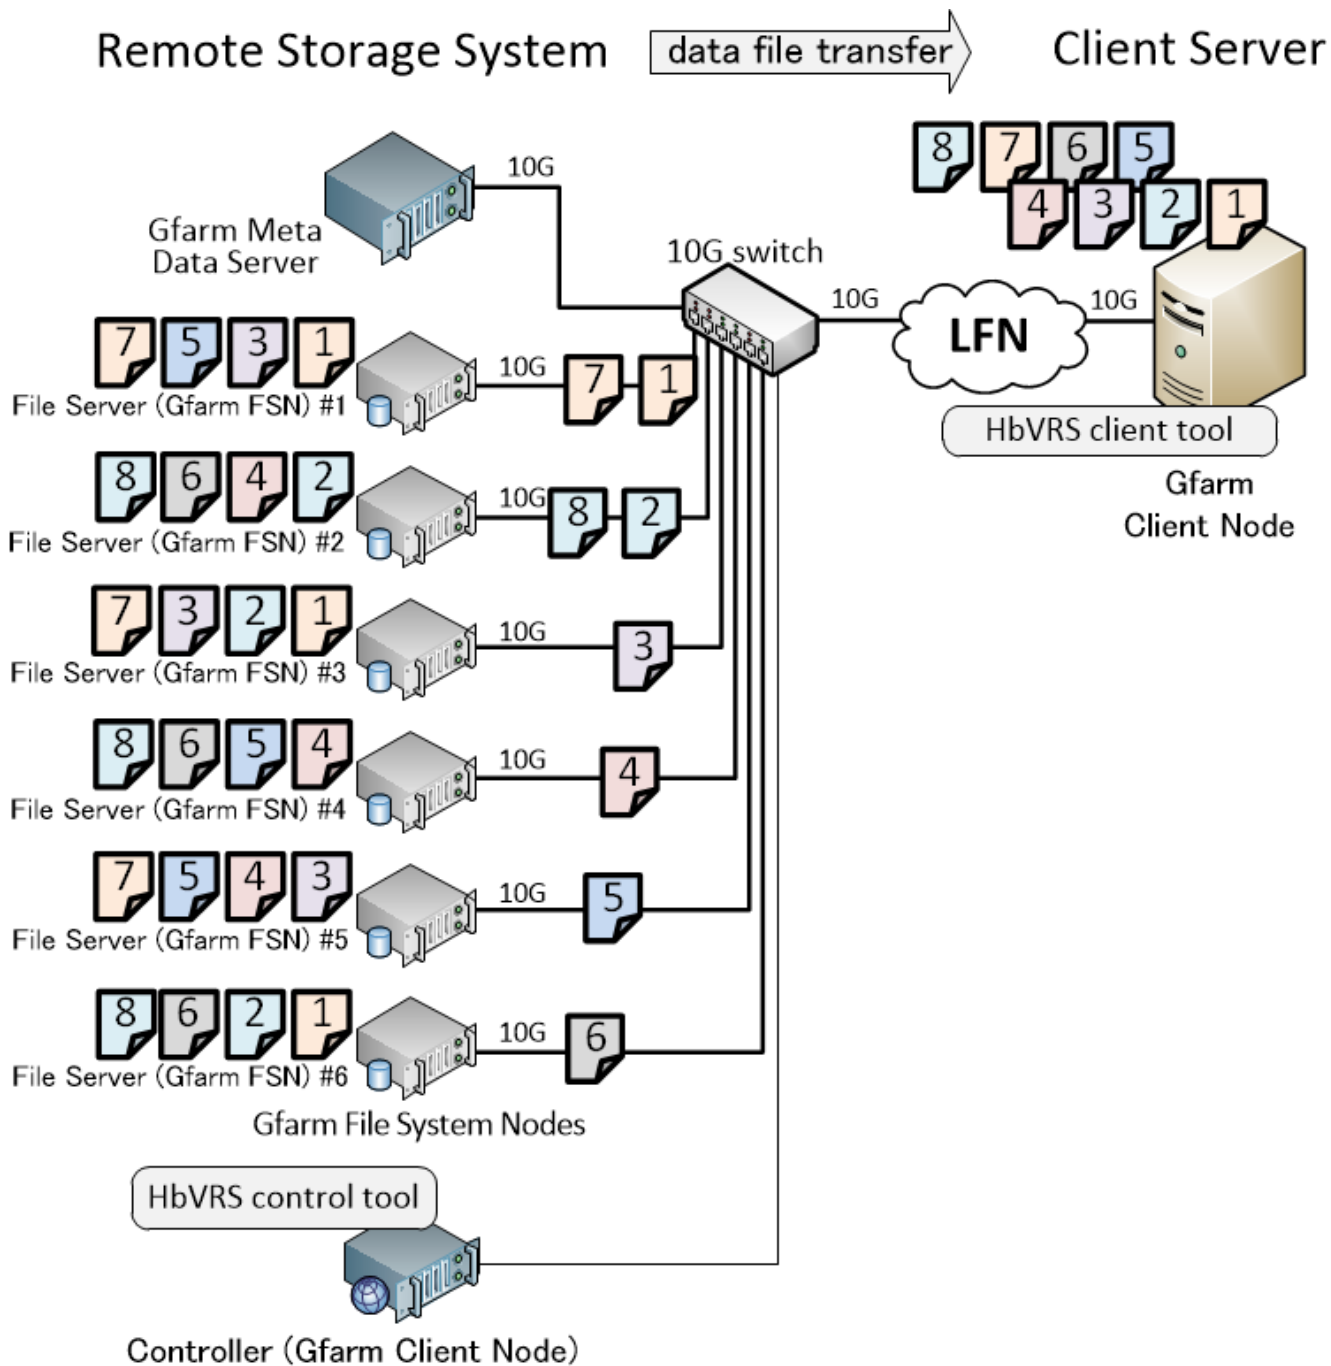 Remote Storage System
data file transfer
Client Server
8 7 6 5
4 3 2 1
10G
Gfarm Meta
Data Server
10G switch
10G
LFN
10G
7 5 3 1
10G
7 1
File Server (Gfarm FSN) #1
HbVRS client tool
Gfarm
Client Node
8 6 4 2
10G
8 2
File Server (Gfarm FSN) #2
7 3 2 1
10G
3
File Server (Gfarm FSN) #3
8 6 5 4
10G
4
File Server (Gfarm FSN) #4
7 5 4 3
10G
5
File Server (Gfarm FSN) #5
8 6 2 1
10G
6
File Server (Gfarm FSN) #6
Gfarm File System Nodes
HbVRS control tool
Controller (Gfarm Client Node)